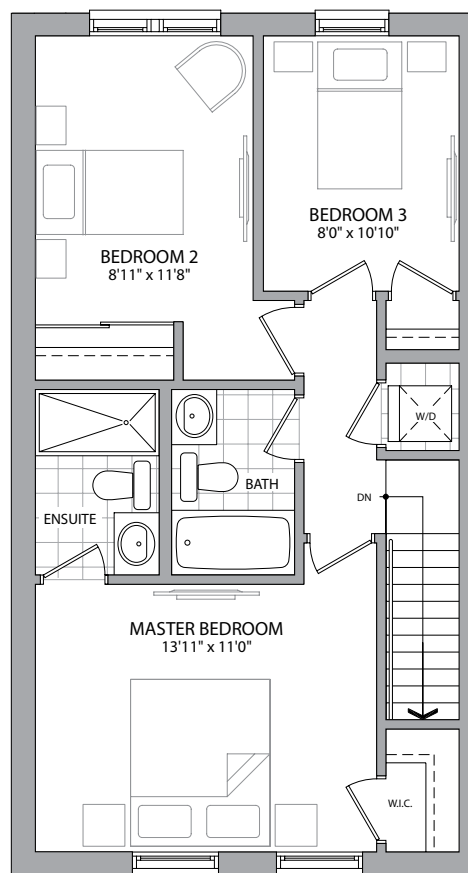 BEDROOM 3
8'0" x 10'10"
BEDROOM 2
8'11" x 11'8"
W/D
BATH
DN
ENSUITE
MASTER BEDROOM
13'11" x 11'0"
W.I.C.